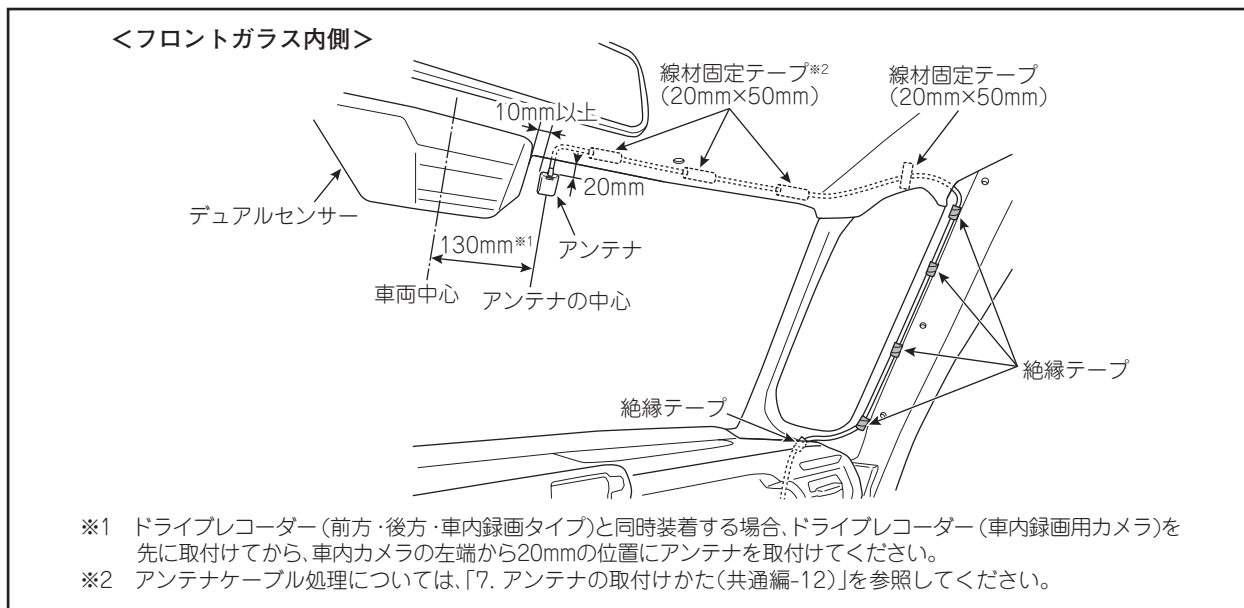 ＜フロントガラス内側＞
線材固定テープ※2
（20mm×50mm）
線材固定テープ
（20mm×50mm）
10mm以上
20mm
デュアルセンサー
アンテナ
130mm※1
車両中心
アンテナの中心
絶縁テープ
絶縁テープ
※1 ドライブレコーダー（前方・後方・車内録画タイプ）と同時装着する場合、ドライブレコーダー（車内録画用カメラ）を
先に取付けてから、車内カメラの左端から20mmの位置にアンテナを取付けてください。
※2 アンテナケーブル処理については、「7. アンテナの取付けかた（共通編-12）」を参照してください。